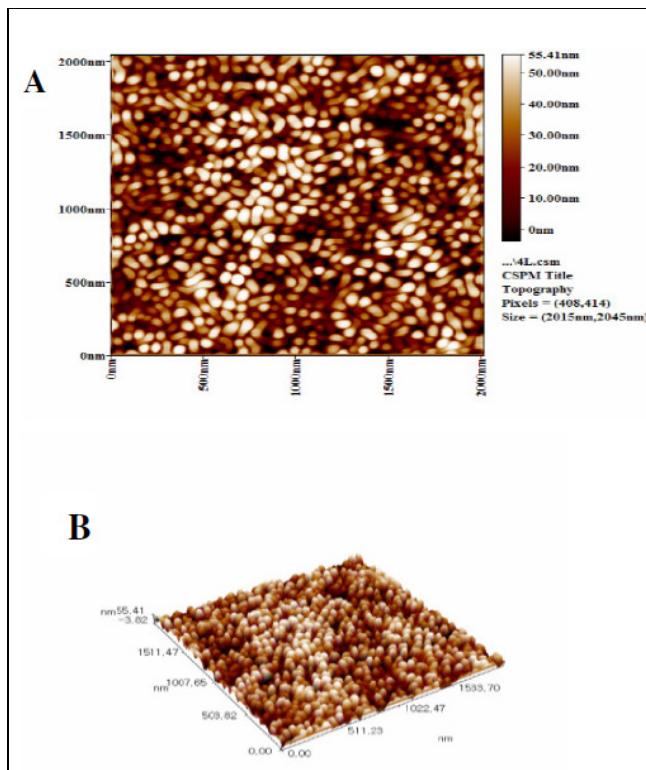 A
2000nm
1500nm
1000nm
500nm
0nm
0nm
500nm
1000nm
1500nm
2000nm
55.41nm
50.00nm
40.00nm
30.00nm
20.00nm
10.00nm
0nm
...\4L.csm
CSPM Title
Topography
Pixels = (408,414)
Size = (2015nm,2045nm)
B
nm 55.41
-3.82
1511.47
1007.65
nm
503.82
0.00
0.00
511.23
1022.47
1533.70
nm